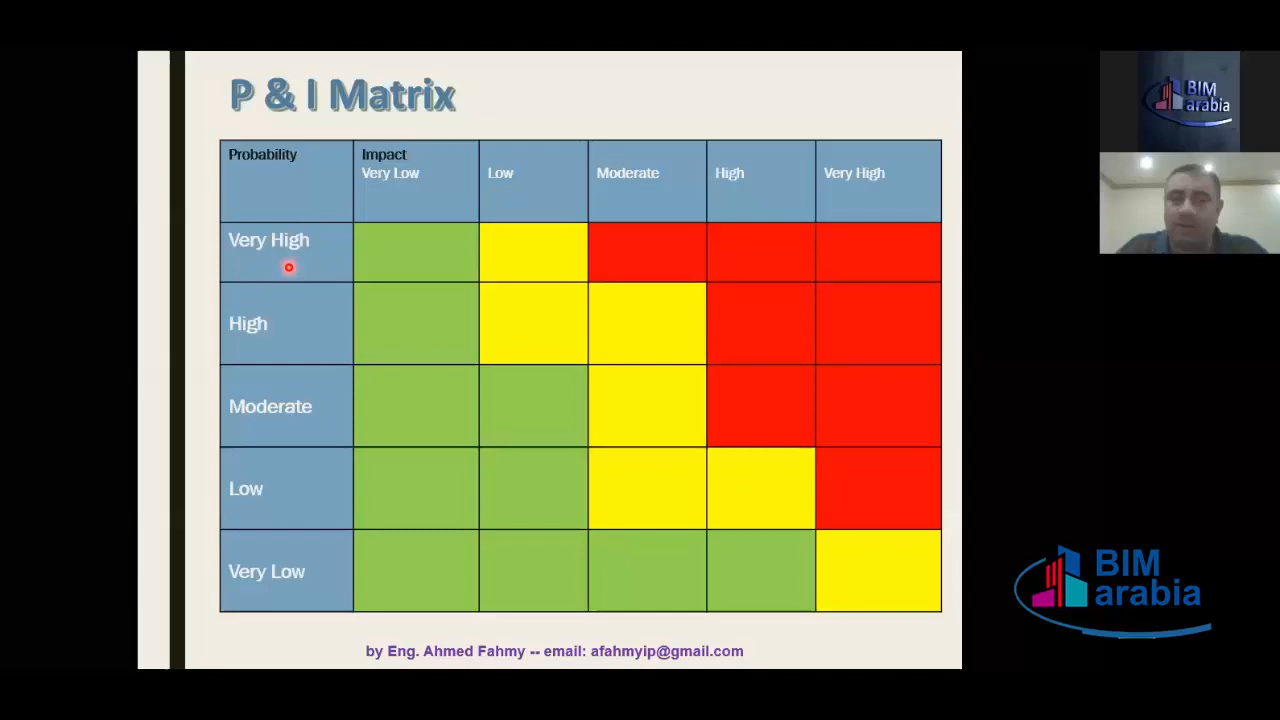 P & I Matrix
Probability
Impact
Very Low
Low
Moderate
High
Very High
Very High
High
Moderate
Low
Very Low
by Eng. Ahmed Fahmy -- email: afahmyip@gmail.com
BIM
arabia
BIM
arabia